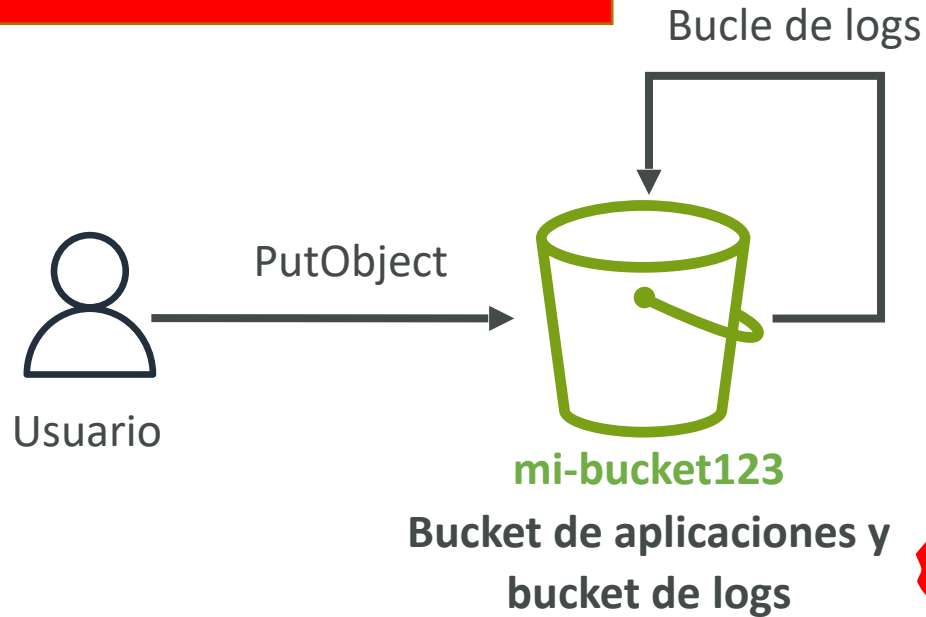 Bucle de logs
PutObject
Usuario
mi-bucket123
Bucket de aplicaciones y
bucket de logs